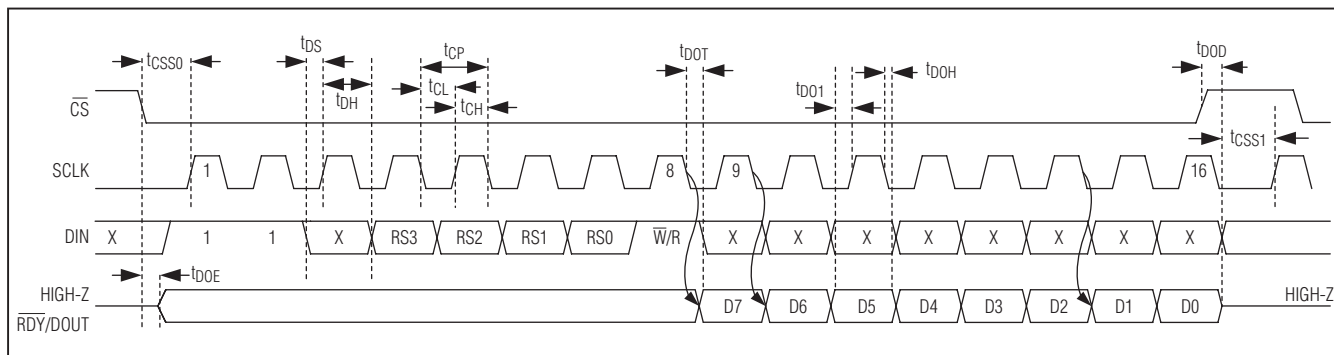 tDS tCP tDOT tDOD
tCSS0 tCL tDO1 tDOH
tDH tCH
CS tCSS1
SCLK 1 8 9 16
DIN X 1 1 X RS3 RS2 RS1 RS0 W/R X X X X X X X X
tDOE
HIGH-Z D7 D6 D5 D4 D3 D2 D1 D0 HIGH-Z
RDY/DOUT